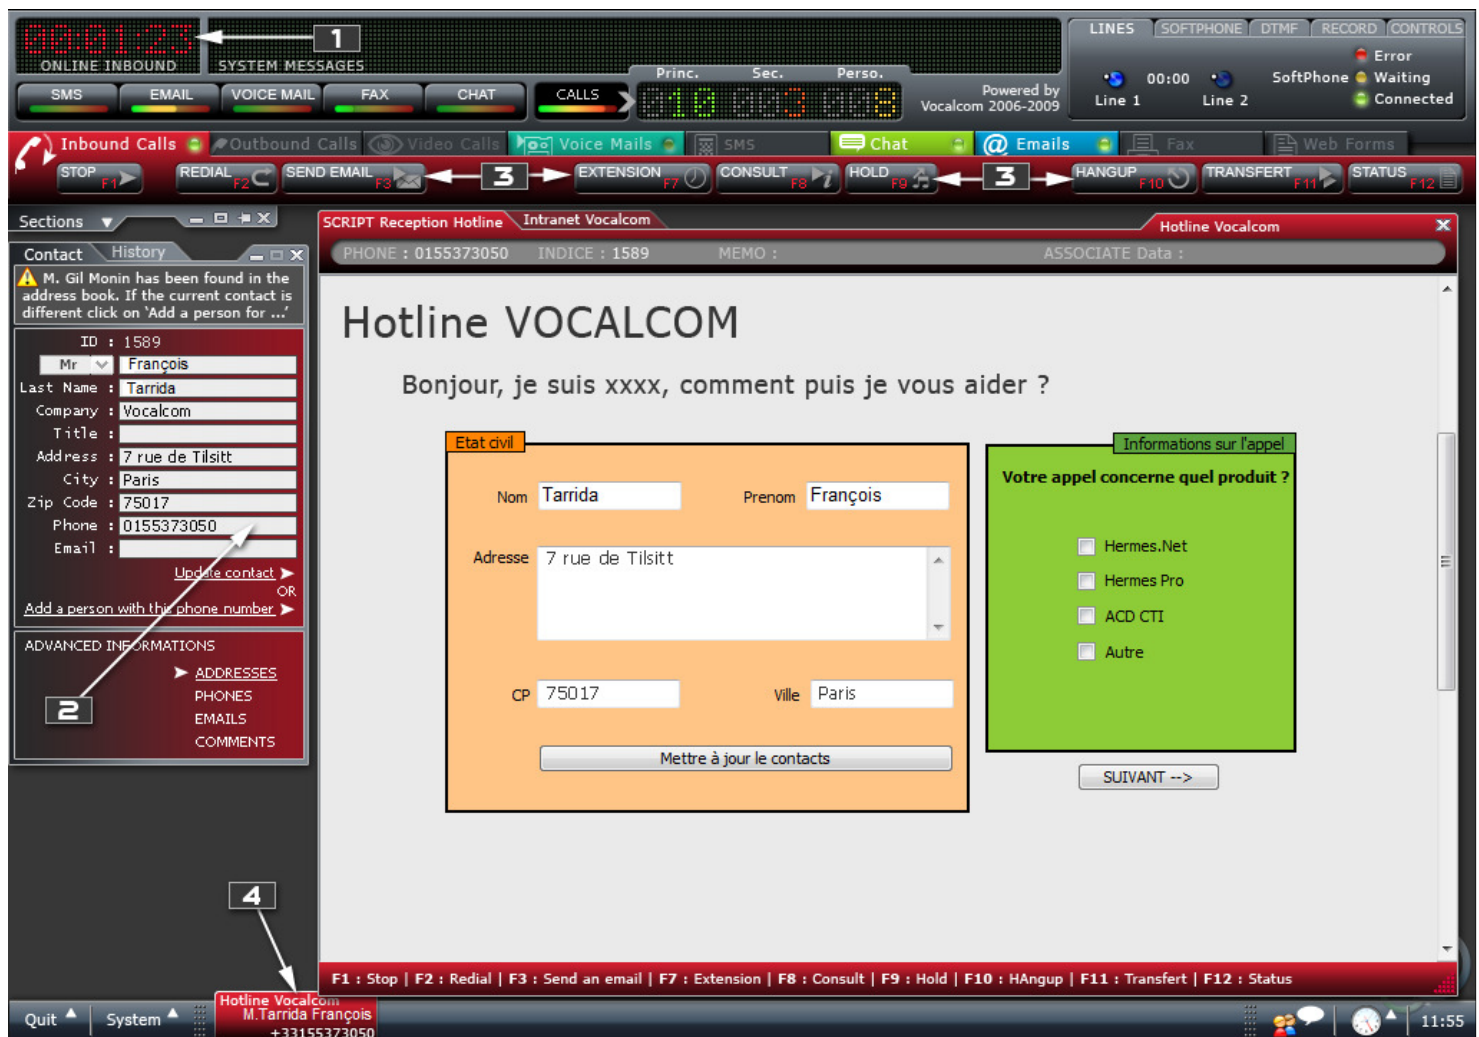 00:01:23
1
ONLINE INBOUND
SYSTEM MESSAGES
SMS
EMAIL
VOICE MAIL
FAX
CHAT
CALLS
Princ. Sec. Perso.
010 003 008
Powered by
Vocalcom 2006-2009
LINES SOFTPHONE DTMF RECORD CONTROLS
Line 1
00:00
Line 2
SoftPhone
Error
Waiting
Connected
Inbound Calls
Outbound Calls
Video Calls
Voice Mails
SMS
Chat
@ Emails
Fax
Web Forms
STOP F1
REDIAL F2
SEND EMAIL F3
3
EXTENSION F7
CONSULT F8
HOLD F9
3
HANGUP F10
TRANSFERT F11
STATUS F12
Sections
Contact History
M. Gil Monin has been found in the
address book. If the current contact is
different click on 'Add a person for ...'
ID : 1589
Mr François
Last Name : Tarrida
Company : Vocalcom
Title :
Address : 7 rue de Tilsitt
City : Paris
Zip Code : 75017
Phone : 0155373050
Email :
Update contact
OR
Add a person with this phone number
ADVANCED INFORMATIONS
ADDRESSES
PHONES
EMAILS
COMMENTS
2
SCRIPT Reception Hotline
Intranet Vocalcom
Hotline Vocalcom
X
PHONE : 0155373050 INDICE : 1589 MEMO : ASSOCIATE Data :
Hotline VOCALCOM
Bonjour, je suis xxxx, comment puis je vous aider ?
Etat civil
Nom Tarrida Prenom François
Adresse 7 rue de Tilsitt
CP 75017 Ville Paris
Mettre à jour le contacts
Informations sur l'appel
Votre appel concerne quel produit ?
Hermes.Net
Hermes Pro
ACD CTI
Autre
SUIVANT -->
4
F1 : Stop | F2 : Redial | F3 : Send an email | F7 : Extension | F8 : Consult | F9 : Hold | F10 : HAngup | F11 : Transfert | F12 : Status
Quit
System
Hotline Vocalcom
M.Tarrida François
+33155373050
11:55